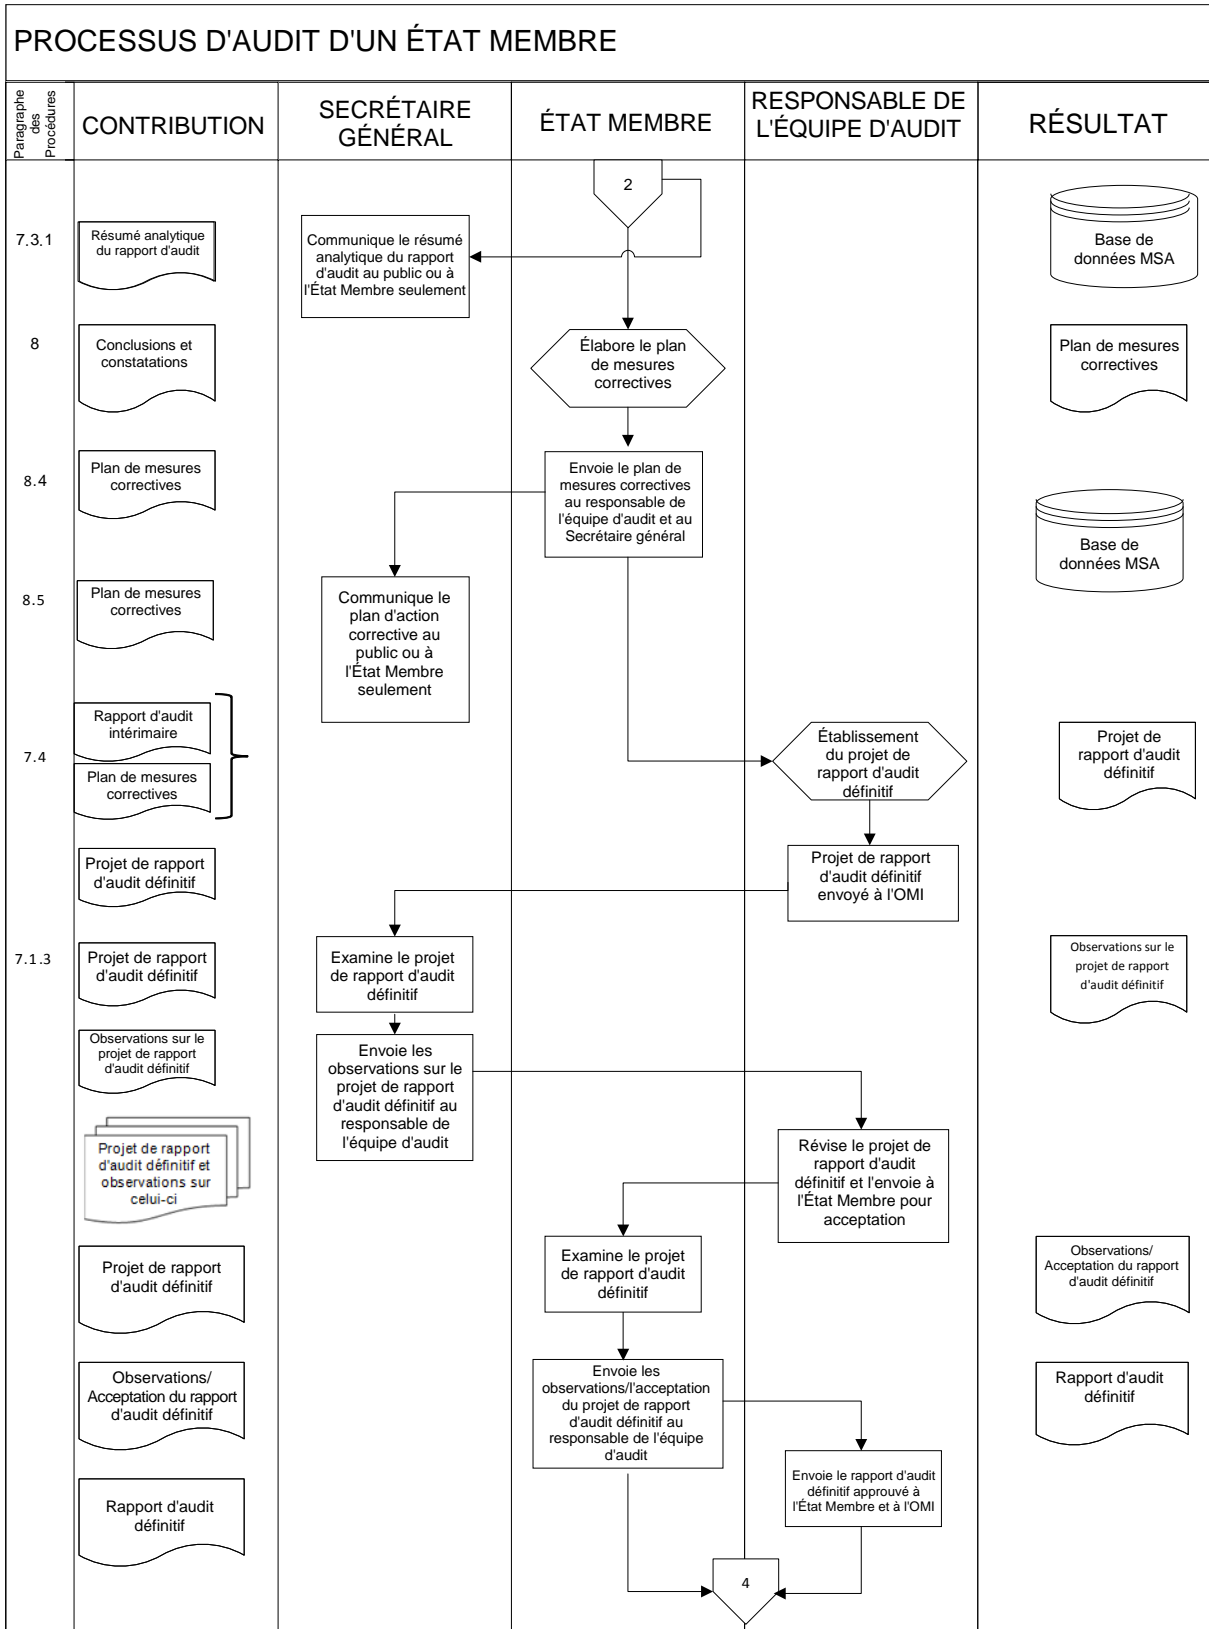 PROCESSUS D'AUDIT D'UN ÉTAT MEMBRE
Paragraphe
des
Procédures
CONTRIBUTION
SECRÉTAIRE
GÉNÉRAL
ÉTAT MEMBRE
RESPONSABLE DE
L'ÉQUIPE D'AUDIT
RÉSULTAT
2
7.3.1
Résumé analytique
du rapport d'audit
Communique le résumé
analytique du rapport
d'audit au public ou à
l'État Membre seulement
Base de
données MSA
8
Conclusions et
constatations
Élabore le plan
de mesures
correctives
Plan de mesures
correctives
8.4
Plan de mesures
correctives
Envoie le plan de
mesures correctives
au responsable de
l'équipe d'audit et au
Secrétaire général
Base de
données MSA
8.5
Plan de mesures
correctives
Communique le
plan d'action
corrective au
public ou à
l'État Membre
seulement
7.4
Rapport d'audit
intérimaire
Plan de mesures
correctives
Établissement
du projet de
rapport d'audit
définitif
Projet de
rapport d'audit
définitif
Projet de rapport
d'audit définitif
Projet de rapport
d'audit définitif
envoyé à l'OMI
7.1.3
Projet de rapport
d'audit définitif
Examine le projet
de rapport d'audit
définitif
Observations sur le
projet de rapport
d'audit définitif
Observations sur le
projet de rapport
d'audit définitif
Envoie les
observations sur le
projet de rapport
d'audit définitif au
responsable de
l'équipe d'audit
Projet de rapport
d'audit définitif et
observations sur
celui-ci
Révise le projet de
rapport d'audit
définitif et l'envoie à
l'État Membre pour
acceptation
Projet de rapport
d'audit définitif
Examine le projet
de rapport d'audit
définitif
Observations/
Acceptation du rapport
d'audit définitif
Observations/
Acceptation du rapport
d'audit définitif
Envoie les
observations/l'acceptation
du projet de rapport
d'audit définitif au
responsable de l'équipe
d'audit
Rapport d'audit
définitif
Rapport d'audit
définitif
Envoie le rapport d'audit
définitif approuvé à
l'État Membre et à l'OMI
4